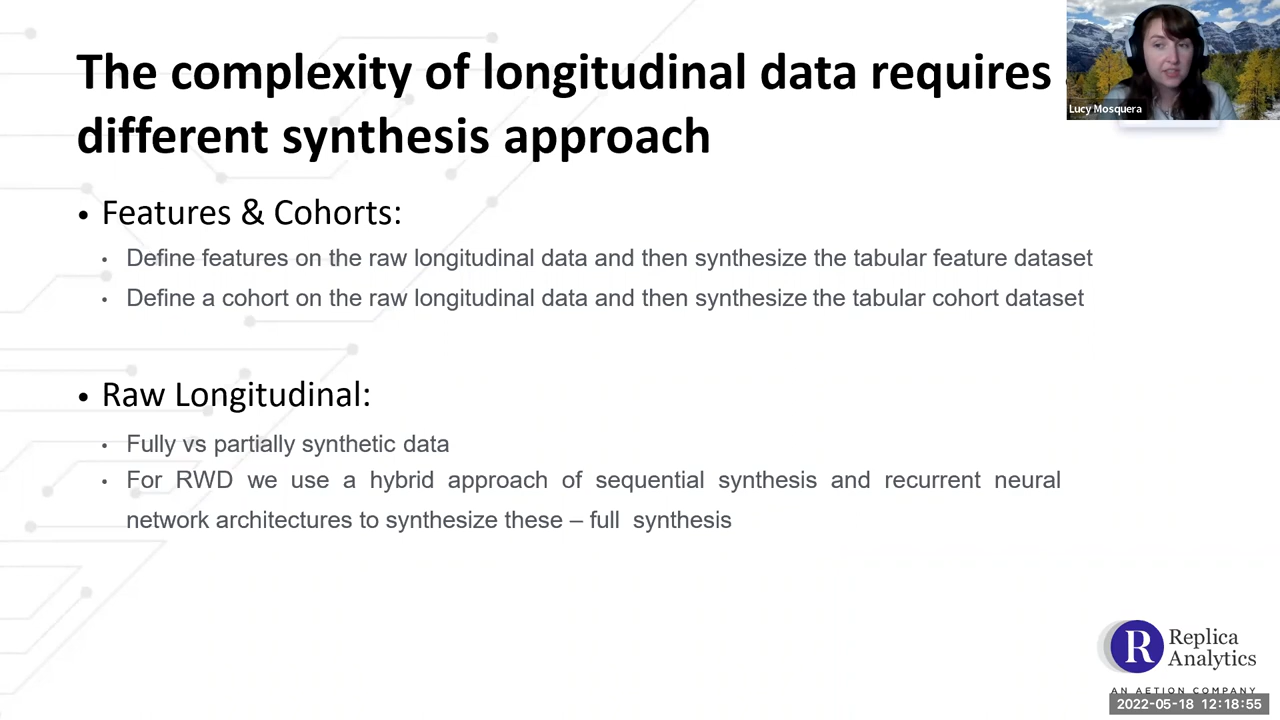 The complexity of longitudinal data requires
different synthesis approach
Lucy Mosquera
• Features & Cohorts:
• Define features on the raw longitudinal data and then synthesize the tabular feature dataset
• Define a cohort on the raw longitudinal data and then synthesize the tabular cohort dataset
• Raw Longitudinal:
• Fully vs partially synthetic data
• For RWD we use a hybrid approach of sequential synthesis and recurrent neural
network architectures to synthesize these – full synthesis
R
Replica
Analytics
AN AETION COMPANY
2022-05-18 12:18:55